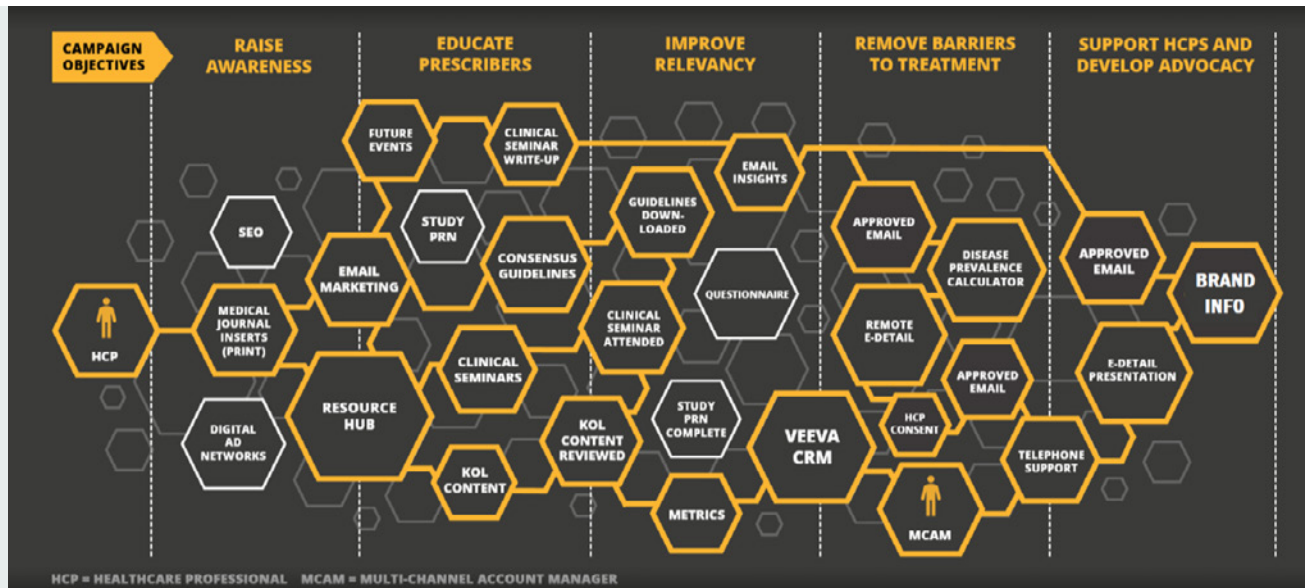 CAMPAIGN
OBJECTIVES
RAISE
AWARENESS
EDUCATE
PRESCRIBERS
IMPROVE
RELEVANCY
REMOVE BARRIERS
TO TREATMENT
SUPPORT HCPS AND
DEVELOP ADVOCACY
FUTURE
EVENTS
CLINICAL
SEMINAR
WRITE-UP
EMAIL
INSIGHTS
SEO
STUDY
PRN
GUIDELINES
DOWN-
LOADED
APPROVED
EMAIL
EMAIL
MARKETING
CONSENSUS
GUIDELINES
QUESTIONNAIRE
DISEASE
PREVALENCE
CALCULATOR
APPROVED
EMAIL
BRAND
INFO
HCP
MEDICAL
JOURNAL
INSERTS
(PRINT)
CLINICAL
SEMINAR
ATTENDED
REMOTE
E-DETAIL
CLINICAL
SEMINARS
APPROVED
EMAIL
E-DETAIL
PRESENTATION
RESOURCE
HUB
DIGITAL
AD
NETWORKS
KOL
CONTENT
REVIEWED
STUDY
PRN
COMPLETE
VEEVA
CRM
HCP
CONSENT
TELEPHONE
SUPPORT
KOL
CONTENT
METRICS
MCAM
HCP = HEALTHCARE PROFESSIONAL MCAM = MULTI-CHANNEL ACCOUNT MANAGER